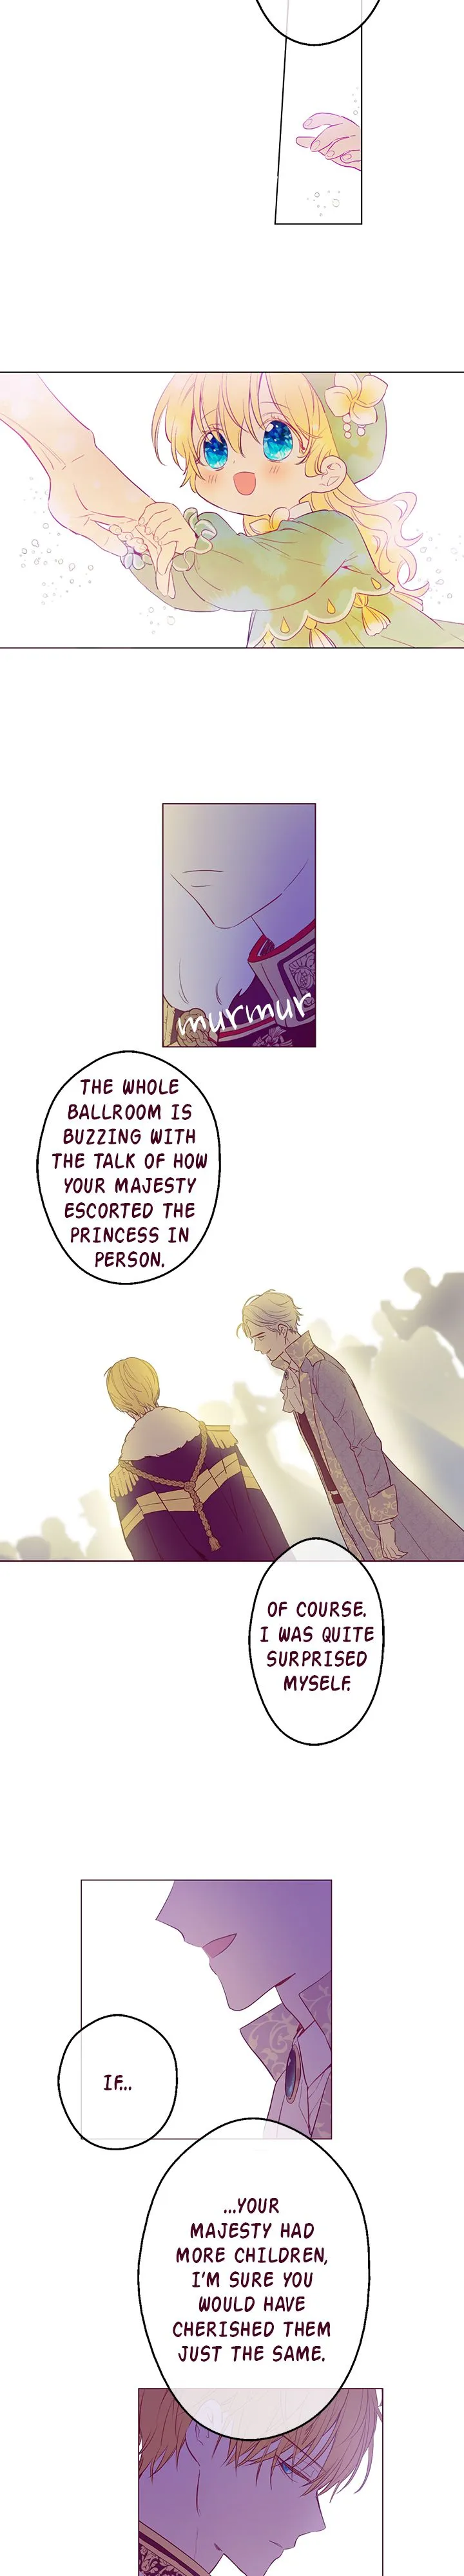 murmur
THE WHOLE
BALLROOM IS
BUZZING WITH
THE TALK OF HOW
YOUR MAJESTY
ESCORTED THE
PRINCESS IN
PERSON.
OF COURSE.
I WAS QUITE
SURPRISED
MYSELF.
IF...
...YOUR
MAJESTY HAD
MORE CHILDREN,
I'M SURE YOU
WOULD HAVE
CHERISHED THEM
JUST THE SAME.